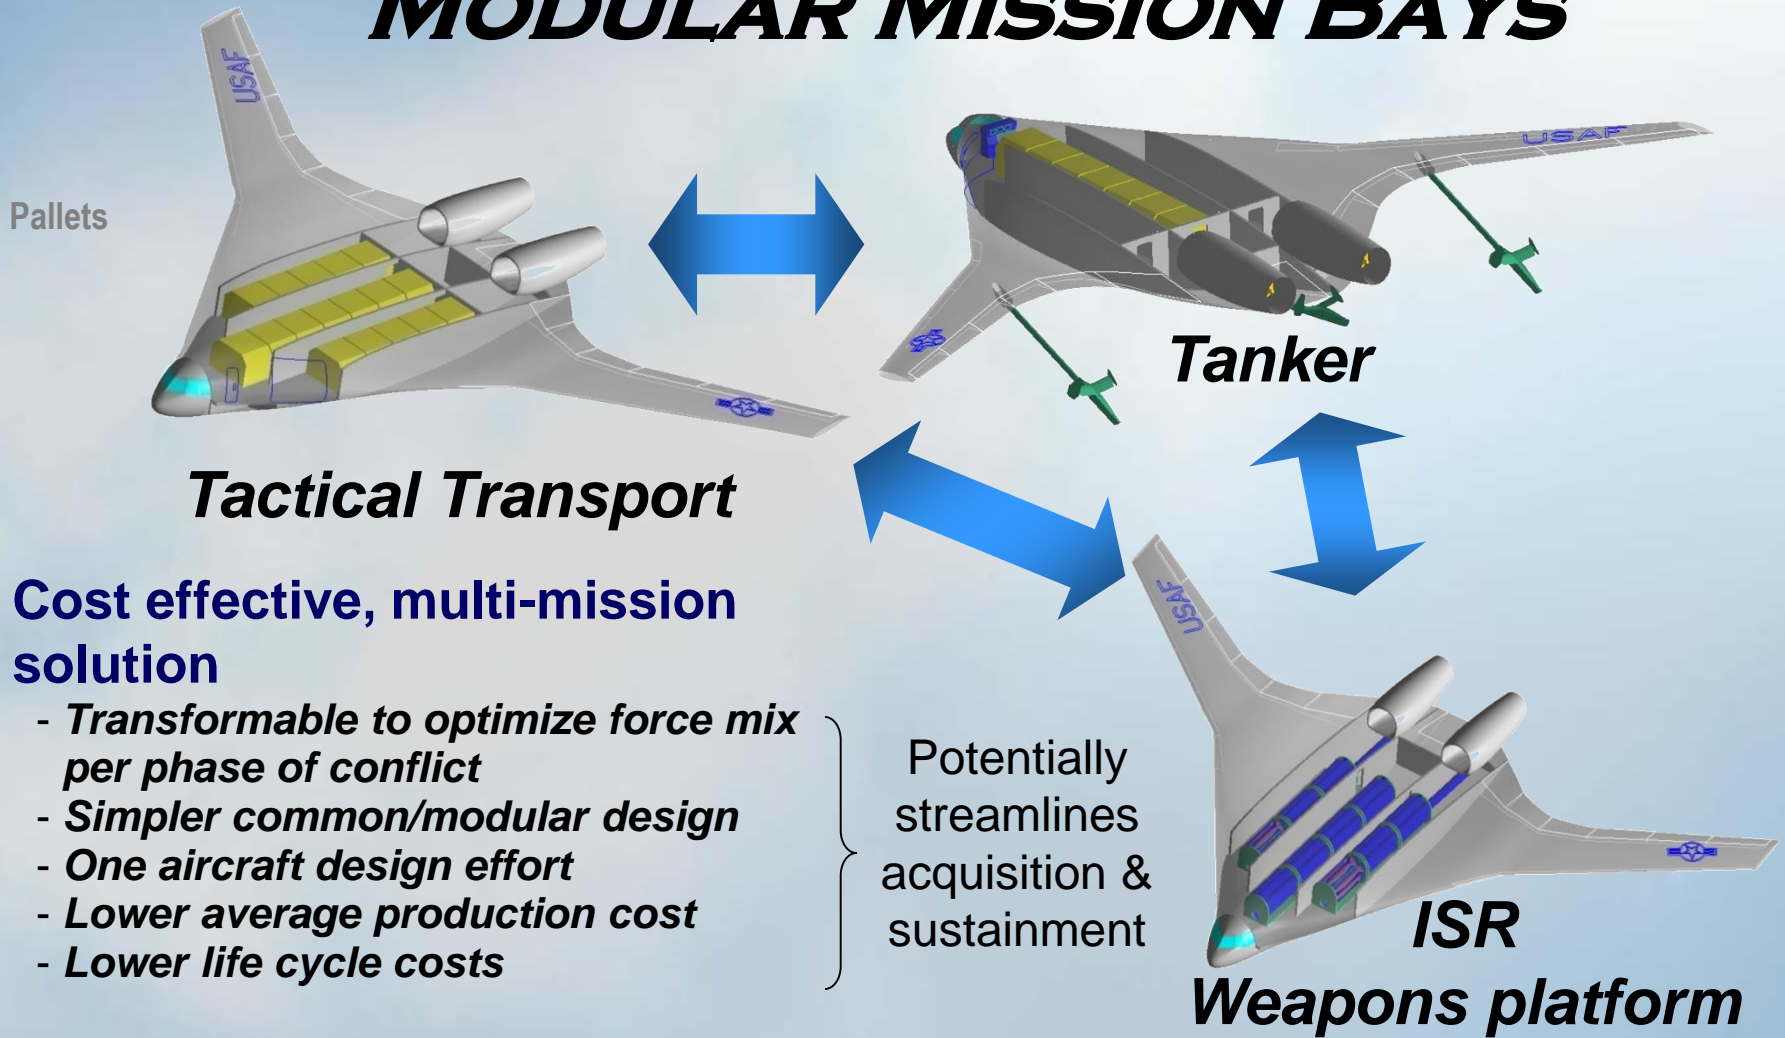 MODULAR MISSION BAYS
USAF
USAF
Pallets
Tanker
Tactical Transport
USAF
Cost effective, multi-mission
solution
- Transformable to optimize force mix
per phase of conflict
- Simpler common/modular design
- One aircraft design effort
- Lower average production cost
- Lower life cycle costs
Potentially
streamlines
acquisition &
sustainment
ISR
Weapons platform